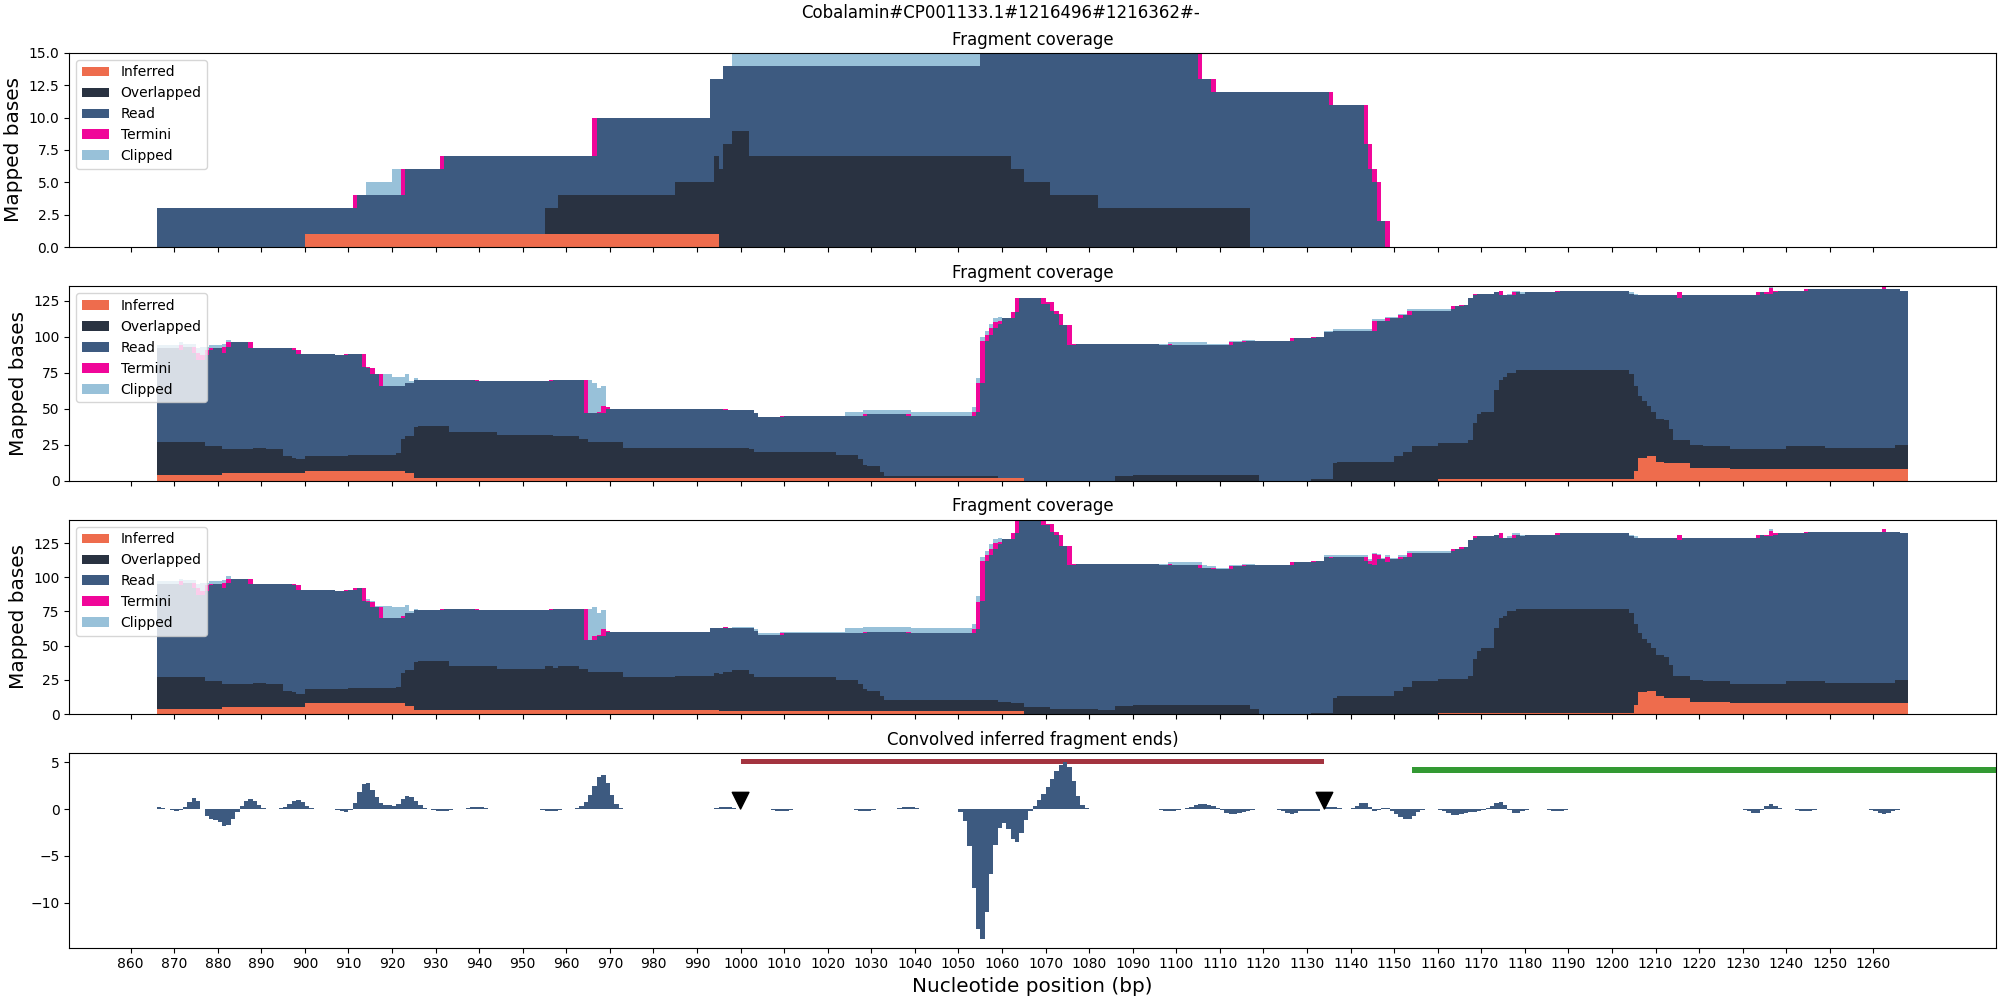 Cobalamin#CP001133.1#1216496#1216362#-
Fragment coverage
Mapped bases
15.0
12.5
10.0
7.5
5.0
2.5
0.0
Inferred
Overlapped
Read
Termini
Clipped
Fragment coverage
Mapped bases
125
100
75
50
25
0
Inferred
Overlapped
Read
Termini
Clipped
Fragment coverage
Mapped bases
125
100
75
50
25
0
Inferred
Overlapped
Read
Termini
Clipped
Convolved inferred fragment ends)
5
0
−5
−10
860 870 880 890 900 910 920 930 940 950 960 970 980 990 1000 1010 1020 1030 1040 1050 1060 1070 1080 1090 1100 1110 1120 1130 1140 1150 1160 1170 1180 1190 1200 1210 1220 1230 1240 1250 1260
Nucleotide position (bp)